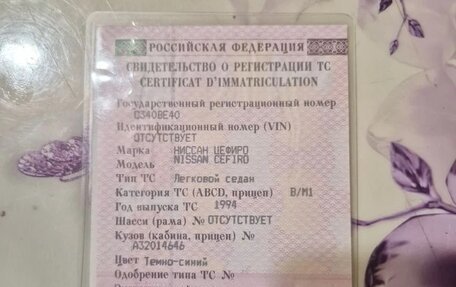 РОССИЙСКАЯ ФЕДЕРАЦИЯ
СВИДЕТЕЛЬСТВО О РЕГИСТРАЦИИ ТС
CERTIFICAT D'IMMATRICULATION
Государственный регистрационный номер
О340ВЕ40
Идентификационный номер (VIN)
ОТСУТСТВУЕТ
Марка НИССАН ЦЕФИРО
Модель NISSAN CEFIRO
Тип ТС Легковой седан
Категория ТС (ABCD, прицеп) B/M1
Год выпуска ТС 1994
Шасси (рама) № ОТСУТСТВУЕТ
Кузов (кабина, прицеп) №
A32014646
Цвет Темно-синий
Одобрение типа ТС №